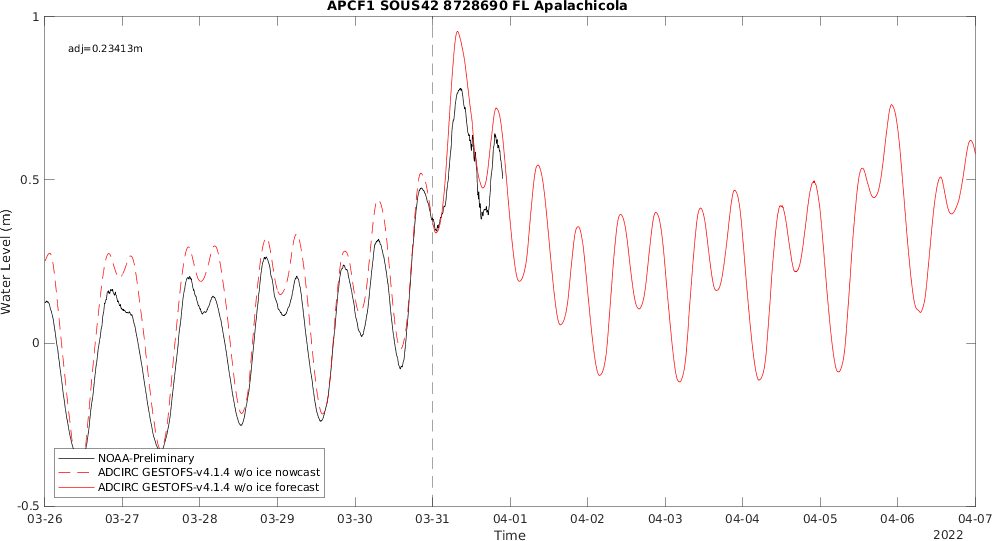 APCF1 SOUS42 8728690 FL Apalachicola
adj=0.23413m
1
0.5
0
-0.5
Water Level (m)
NOAA-Preliminary
ADCIRC GESTOFS-v4.1.4 w/o ice nowcast
ADCIRC GESTOFS-v4.1.4 w/o ice forecast
03-26 03-27 03-28 03-29 03-30 03-31 04-01 04-02 04-03 04-04 04-05 04-06 04-07
Time
2022